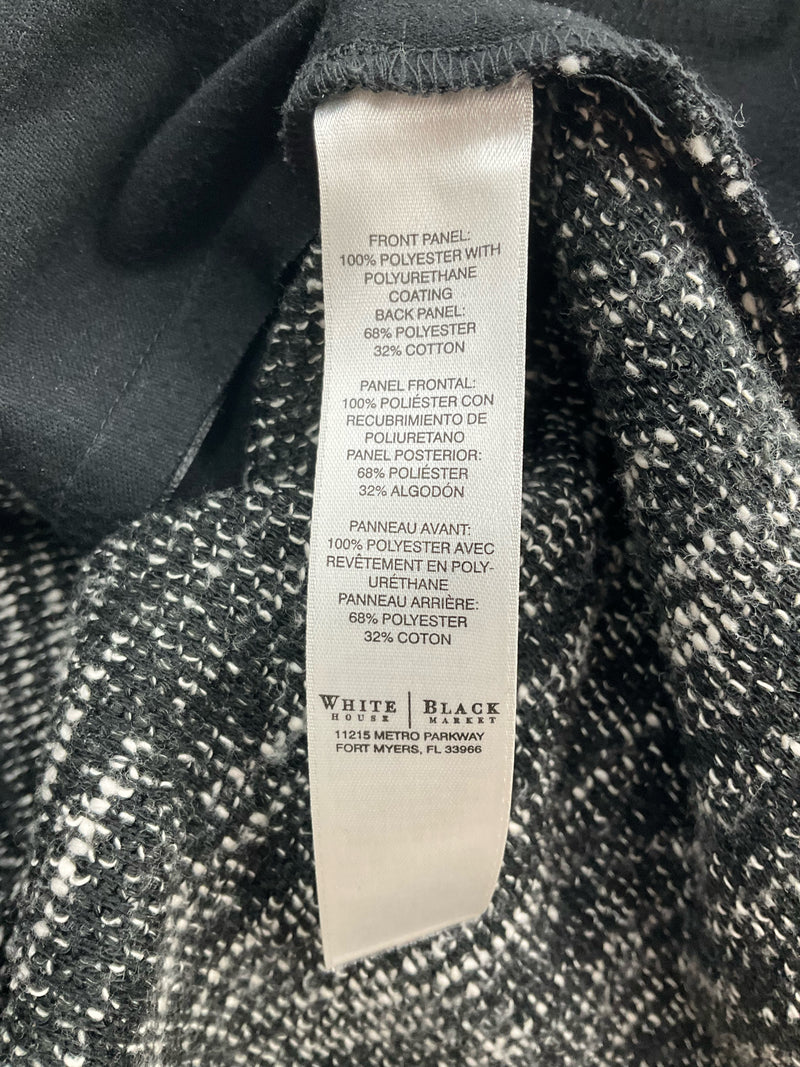 FRONT PANEL:
100% POLYESTER WITH
POLYURETHANE
COATING
BACK PANEL:
68% POLYESTER
32% COTTON
PANEL FRONTAL:
100% POLIÉSTER CON
RECUBRIMIENTO DE
POLIURETANO
PANEL POSTERIOR:
68% POLIÉSTER
32% ALGODÓN
PANNEAU AVANT:
100% POLYESTER AVEC
REVÊTEMENT EN POLY-
URÉTHANE
PANNEAU ARRIÈRE:
68% POLYESTER
32% COTON
WHITE | BLACK
HOUSE | MARKET
11215 METRO PARKWAY
FORT MYERS, FL 33966